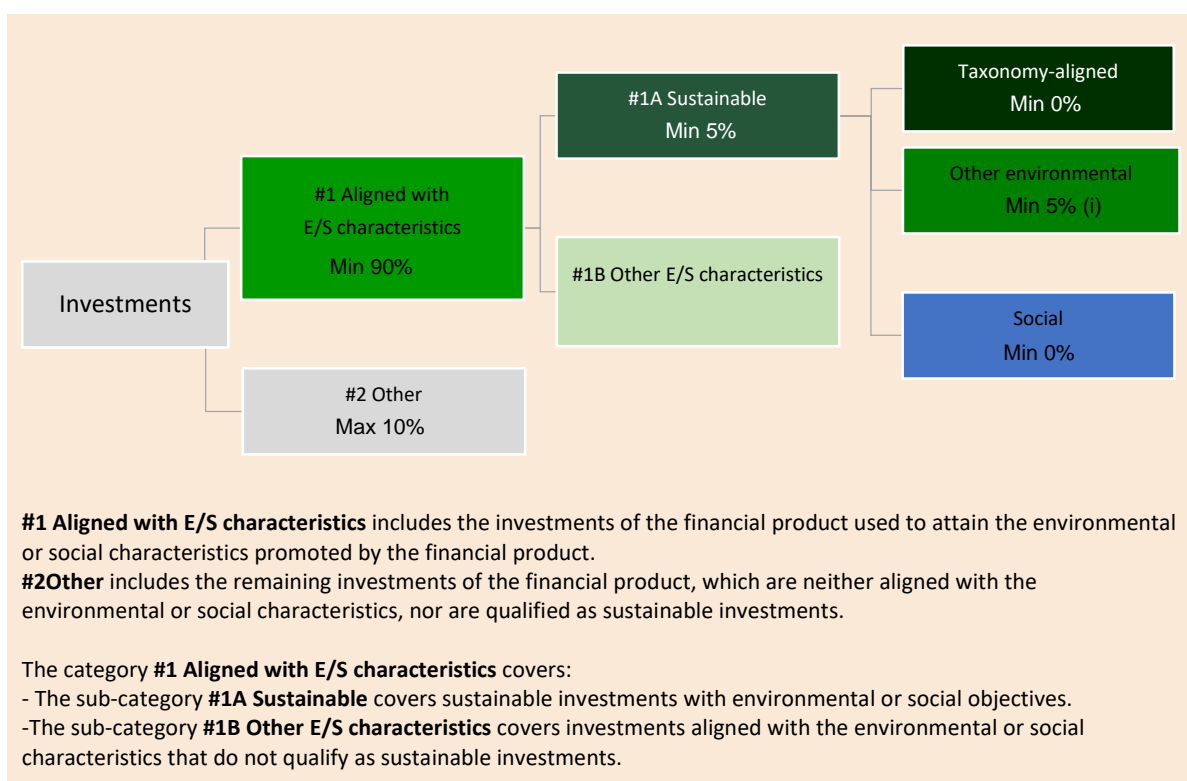 Taxonomy-aligned
Min 0%
#1A Sustainable
Min 5%
Other environmental
Min 5% (i)
#1 Aligned with
E/S characteristics
Min 90%
#1B Other E/S characteristics
Investments
Social
Min 0%
#2 Other
Max 10%
#1 Aligned with E/S characteristics includes the investments of the financial product used to attain the environmental
or social characteristics promoted by the financial product.
#2Other includes the remaining investments of the financial product, which are neither aligned with the
environmental or social characteristics, nor are qualified as sustainable investments.
The category #1 Aligned with E/S characteristics covers:
- The sub-category #1A Sustainable covers sustainable investments with environmental or social objectives.
-The sub-category #1B Other E/S characteristics covers investments aligned with the environmental or social
characteristics that do not qualify as sustainable investments.